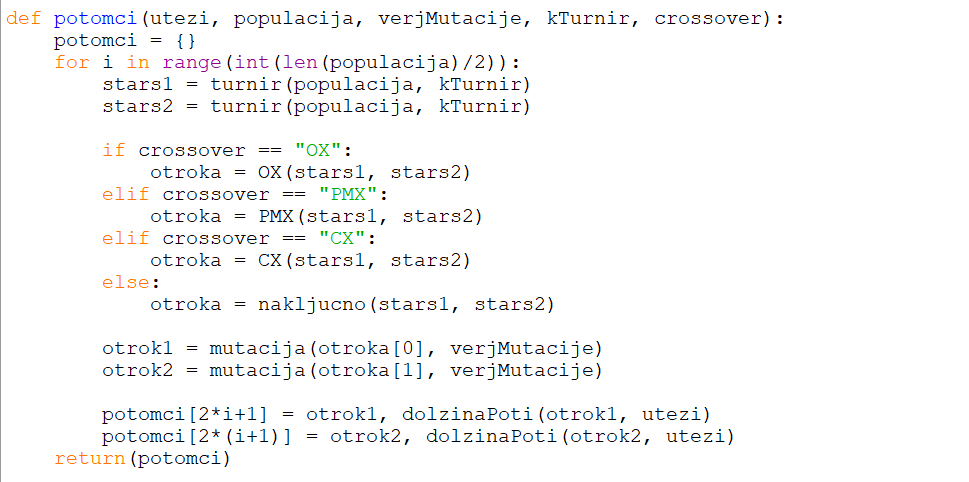 def potomci(utezi, populacija, verjMutacije, kTurnir, crossover):
    potomci = {}
    for i in range(int(len(populacija)/2)):
        stars1 = turnir(populacija, kTurnir)
        stars2 = turnir(populacija, kTurnir)

        if crossover == "OX":
            otroka = OX(stars1, stars2)
        elif crossover == "PMX":
            otroka = PMX(stars1, stars2)
        elif crossover == "CX":
            otroka = CX(stars1, stars2)
        else:
            otroka = nakljucno(stars1, stars2)

        otrok1 = mutacija(otroka[0], verjMutacije)
        otrok2 = mutacija(otroka[1], verjMutacije)

        potomci[2*i+1] = otrok1, dolzinaPoti(otrok1, utezi)
        potomci[2*(i+1)] = otrok2, dolzinaPoti(otrok2, utezi)
    return(potomci)